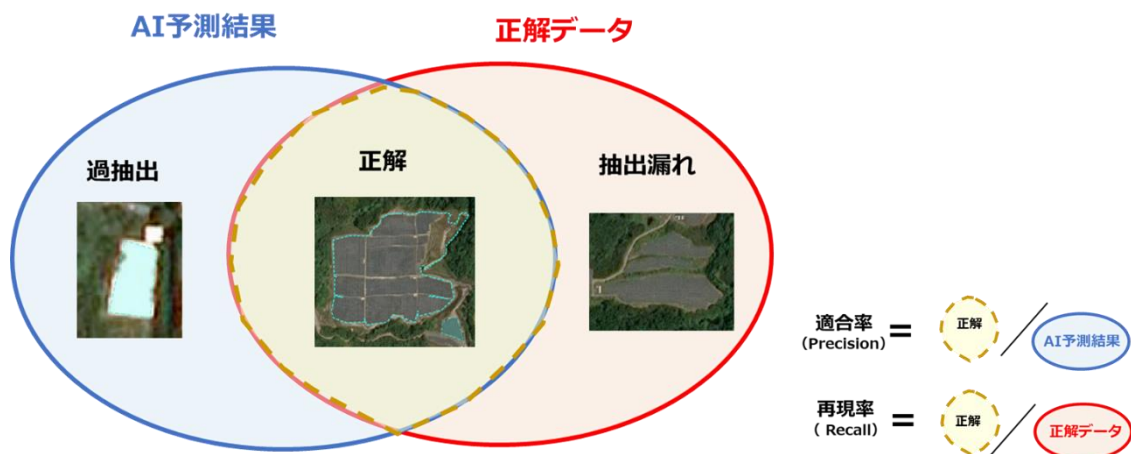 AI予測結果
正解データ
過抽出
正解
抽出漏れ
適合率
(Precision)
=
正解
/
AI予測結果
再現率
( Recall)
=
正解
/
正解データ